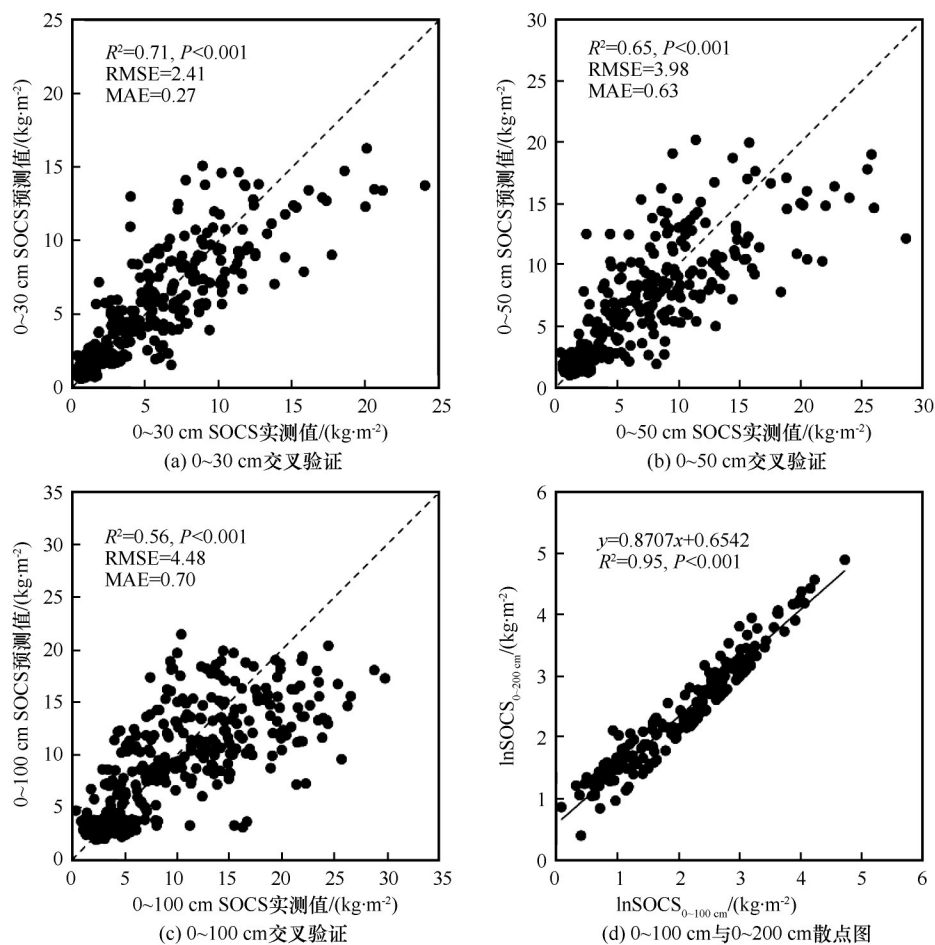 25
20
15
10
5
0
R²=0.71, P<0.001
RMSE=2.41
MAE=0.27
0~30 cm SOCS预测值/(kg·m⁻²)
0 5 10 15 20 25
0~30 cm SOCS实测值/(kg·m⁻²)
(a) 0~30 cm交叉验证
30
25
20
15
10
5
0
R²=0.65, P<0.001
RMSE=3.98
MAE=0.63
0~50 cm SOCS预测值/(kg·m⁻²)
0 5 10 15 20 25 30
0~50 cm SOCS实测值/(kg·m⁻²)
(b) 0~50 cm交叉验证
35
30
25
20
15
10
5
0
R²=0.56, P<0.001
RMSE=4.48
MAE=0.70
0~100 cm SOCS预测值/(kg·m⁻²)
0 5 10 15 20 25 30 35
0~100 cm SOCS实测值/(kg·m⁻²)
(c) 0~100 cm交叉验证
6
5
4
3
2
1
0
y=0.8707x+0.6542
R²=0.95, P<0.001
lnSOCS₀~₂₀₀ cm/(kg·m⁻²)
0 1 2 3 4 5 6
lnSOCS₀~₁₀₀ cm/(kg·m⁻²)
(d) 0~100 cm与0~200 cm散点图